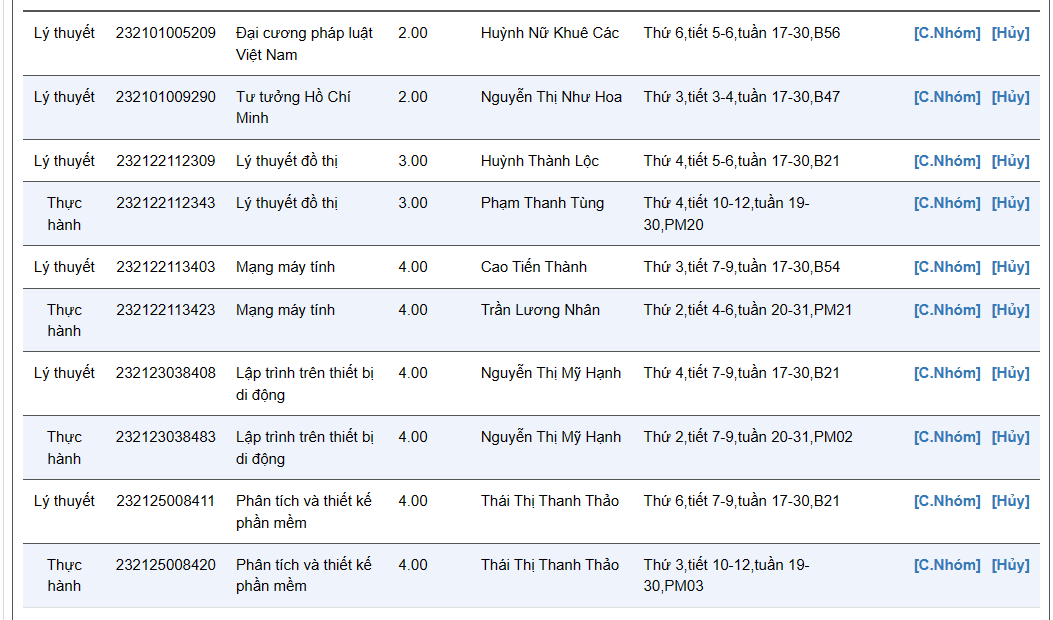 Lý thuyết 232101005209 Đại cương pháp luật 2.00 Huỳnh Nữ Khuê Các Thứ 6,tiết 5-6,tuần 17-30,B56 [C.Nhóm] [Hủy]
Việt Nam
Lý thuyết 232101009290 Tư tưởng Hồ Chí 2.00 Nguyễn Thị Như Hoa Thứ 3,tiết 3-4,tuần 17-30,B47 [C.Nhóm] [Hủy]
Minh
Lý thuyết 232122112309 Lý thuyết đồ thị 3.00 Huỳnh Thành Lộc Thứ 4,tiết 5-6,tuần 17-30,B21 [C.Nhóm] [Hủy]
Thực 232122112343 Lý thuyết đồ thị 3.00 Phạm Thanh Tùng Thứ 4,tiết 10-12,tuần 19- [C.Nhóm] [Hủy]
hành 30,PM20
Lý thuyết 232122113403 Mạng máy tính 4.00 Cao Tiến Thành Thứ 3,tiết 7-9,tuần 17-30,B54 [C.Nhóm] [Hủy]
Thực 232122113423 Mạng máy tính 4.00 Trần Lương Nhân Thứ 2,tiết 4-6,tuần 20-31,PM21 [C.Nhóm] [Hủy]
hành
Lý thuyết 232123038408 Lập trình trên thiết bị 4.00 Nguyễn Thị Mỹ Hạnh Thứ 4,tiết 7-9,tuần 17-30,B21 [C.Nhóm] [Hủy]
di động
Thực 232123038483 Lập trình trên thiết bị 4.00 Nguyễn Thị Mỹ Hạnh Thứ 2,tiết 7-9,tuần 20-31,PM02 [C.Nhóm] [Hủy]
hành di động
Lý thuyết 232125008411 Phân tích và thiết kế 4.00 Thái Thị Thanh Thảo Thứ 6,tiết 7-9,tuần 17-30,B21 [C.Nhóm] [Hủy]
phần mềm
Thực 232125008420 Phân tích và thiết kế 4.00 Thái Thị Thanh Thảo Thứ 3,tiết 10-12,tuần 19- [C.Nhóm] [Hủy]
hành phần mềm 30,PM03